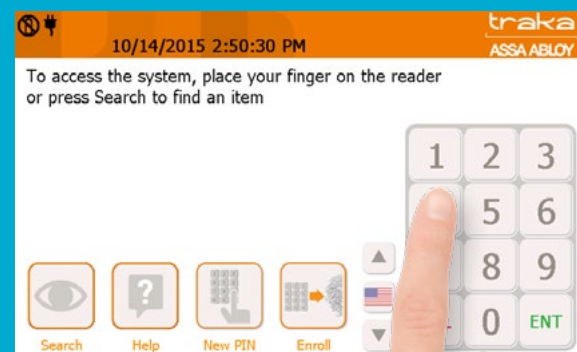 traka
10/14/2015 2:50:30 PM
ASSA ABLOY
To access the system, place your finger on the reader
or press Search to find an item
1 2 3
5 6
8 9
0 ENT
Search Help New PIN Enroll